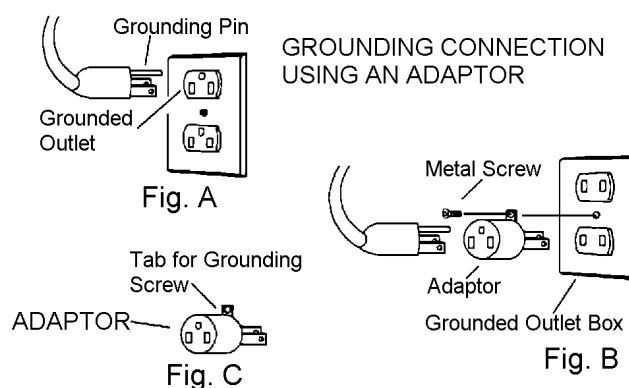 Grounding Pin
GROUNDING CONNECTION
USING AN ADAPTOR
Grounded
Outlet
Fig. A
Metal Screw
Tab for Grounding
Screw
Adaptor
ADAPTOR
Grounded Outlet Box
Fig. B
Fig. C